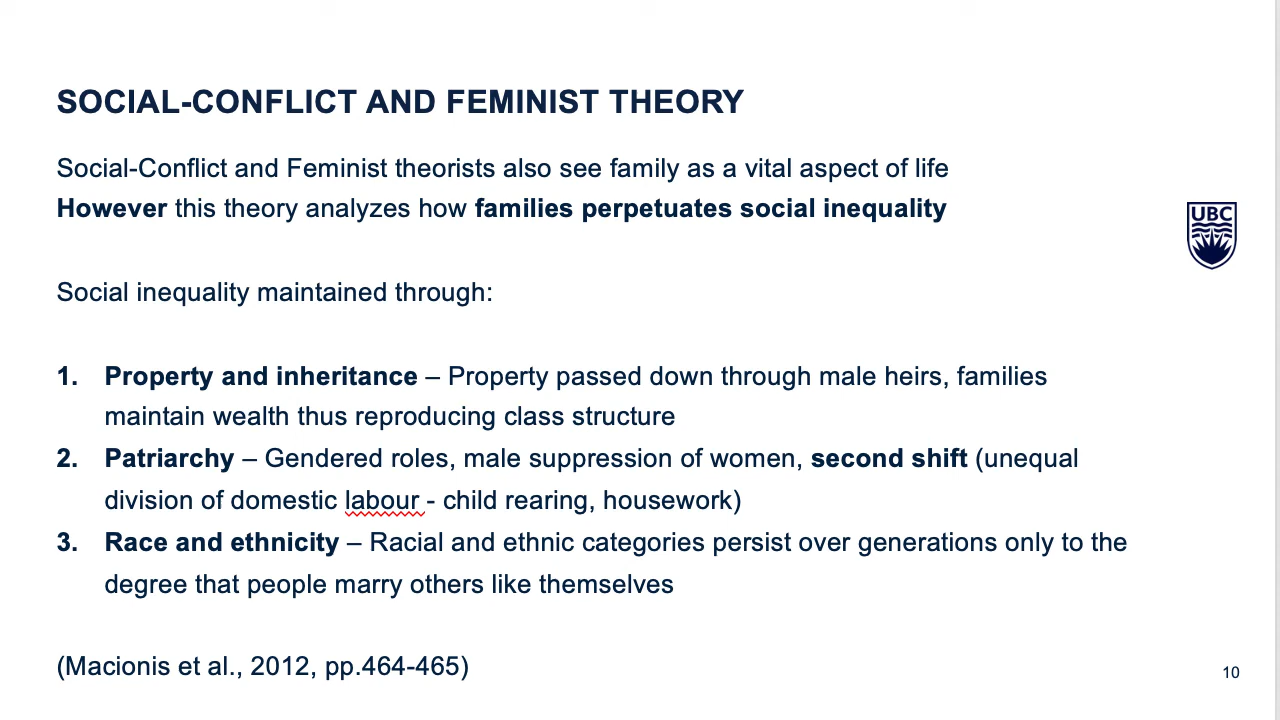 SOCIAL-CONFLICT AND FEMINIST THEORY
Social-Conflict and Feminist theorists also see family as a vital aspect of life
However this theory analyzes how families perpetuates social inequality
UBC
Social inequality maintained through:
1. Property and inheritance – Property passed down through male heirs, families
maintain wealth thus reproducing class structure
2. Patriarchy – Gendered roles, male suppression of women, second shift (unequal
division of domestic labour - child rearing, housework)
3. Race and ethnicity – Racial and ethnic categories persist over generations only to the
degree that people marry others like themselves
(Macionis et al., 2012, pp.464-465)
10